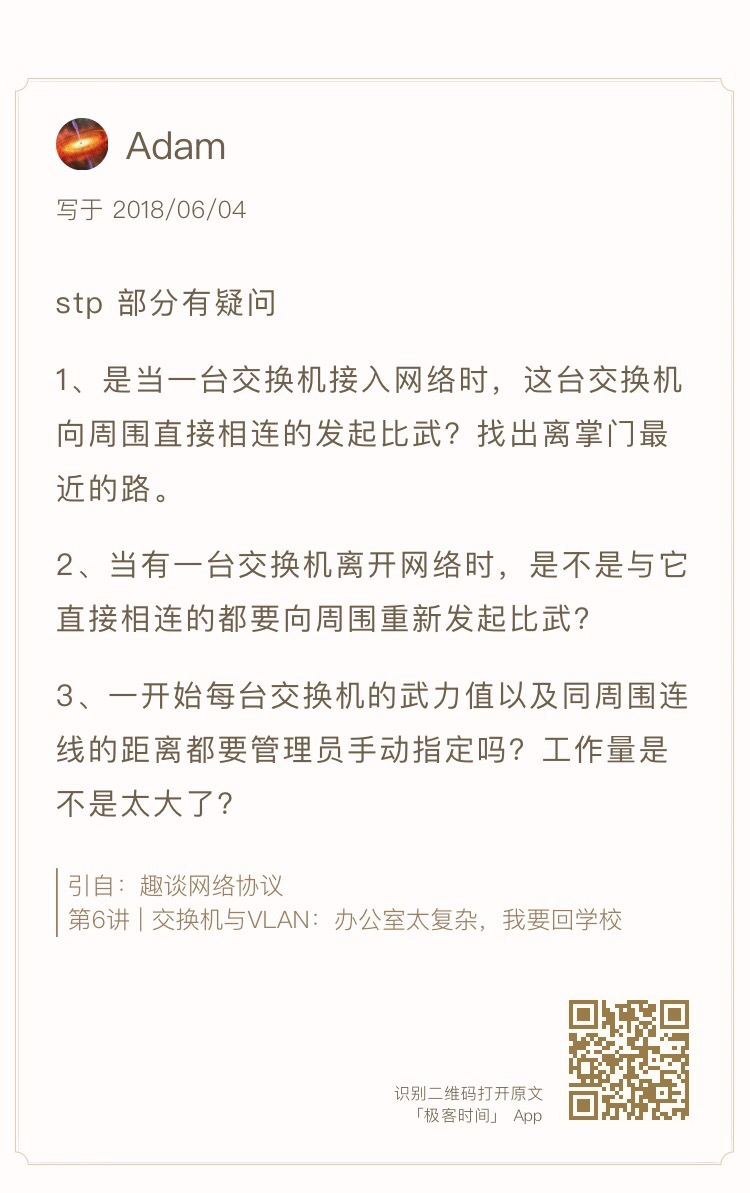 Adam
写于 2018/06/04
stp 部分有疑问
1、是当一台交换机接入网络时，这台交换机
向周围直接相连的发起比武？找出离掌门最
近的路。
2、当有一台交换机离开网络时，是不是与它
直接相连的都要向周围重新发起比武？
3、一开始每台交换机的武力值以及同周围连
线的距离都要管理员手动指定吗？工作量是
不是太大了？
引自：趣谈网络协议
第6讲 | 交换机与VLAN：办公室太复杂，我要回学校
识别二维码打开原文
「极客时间」 App